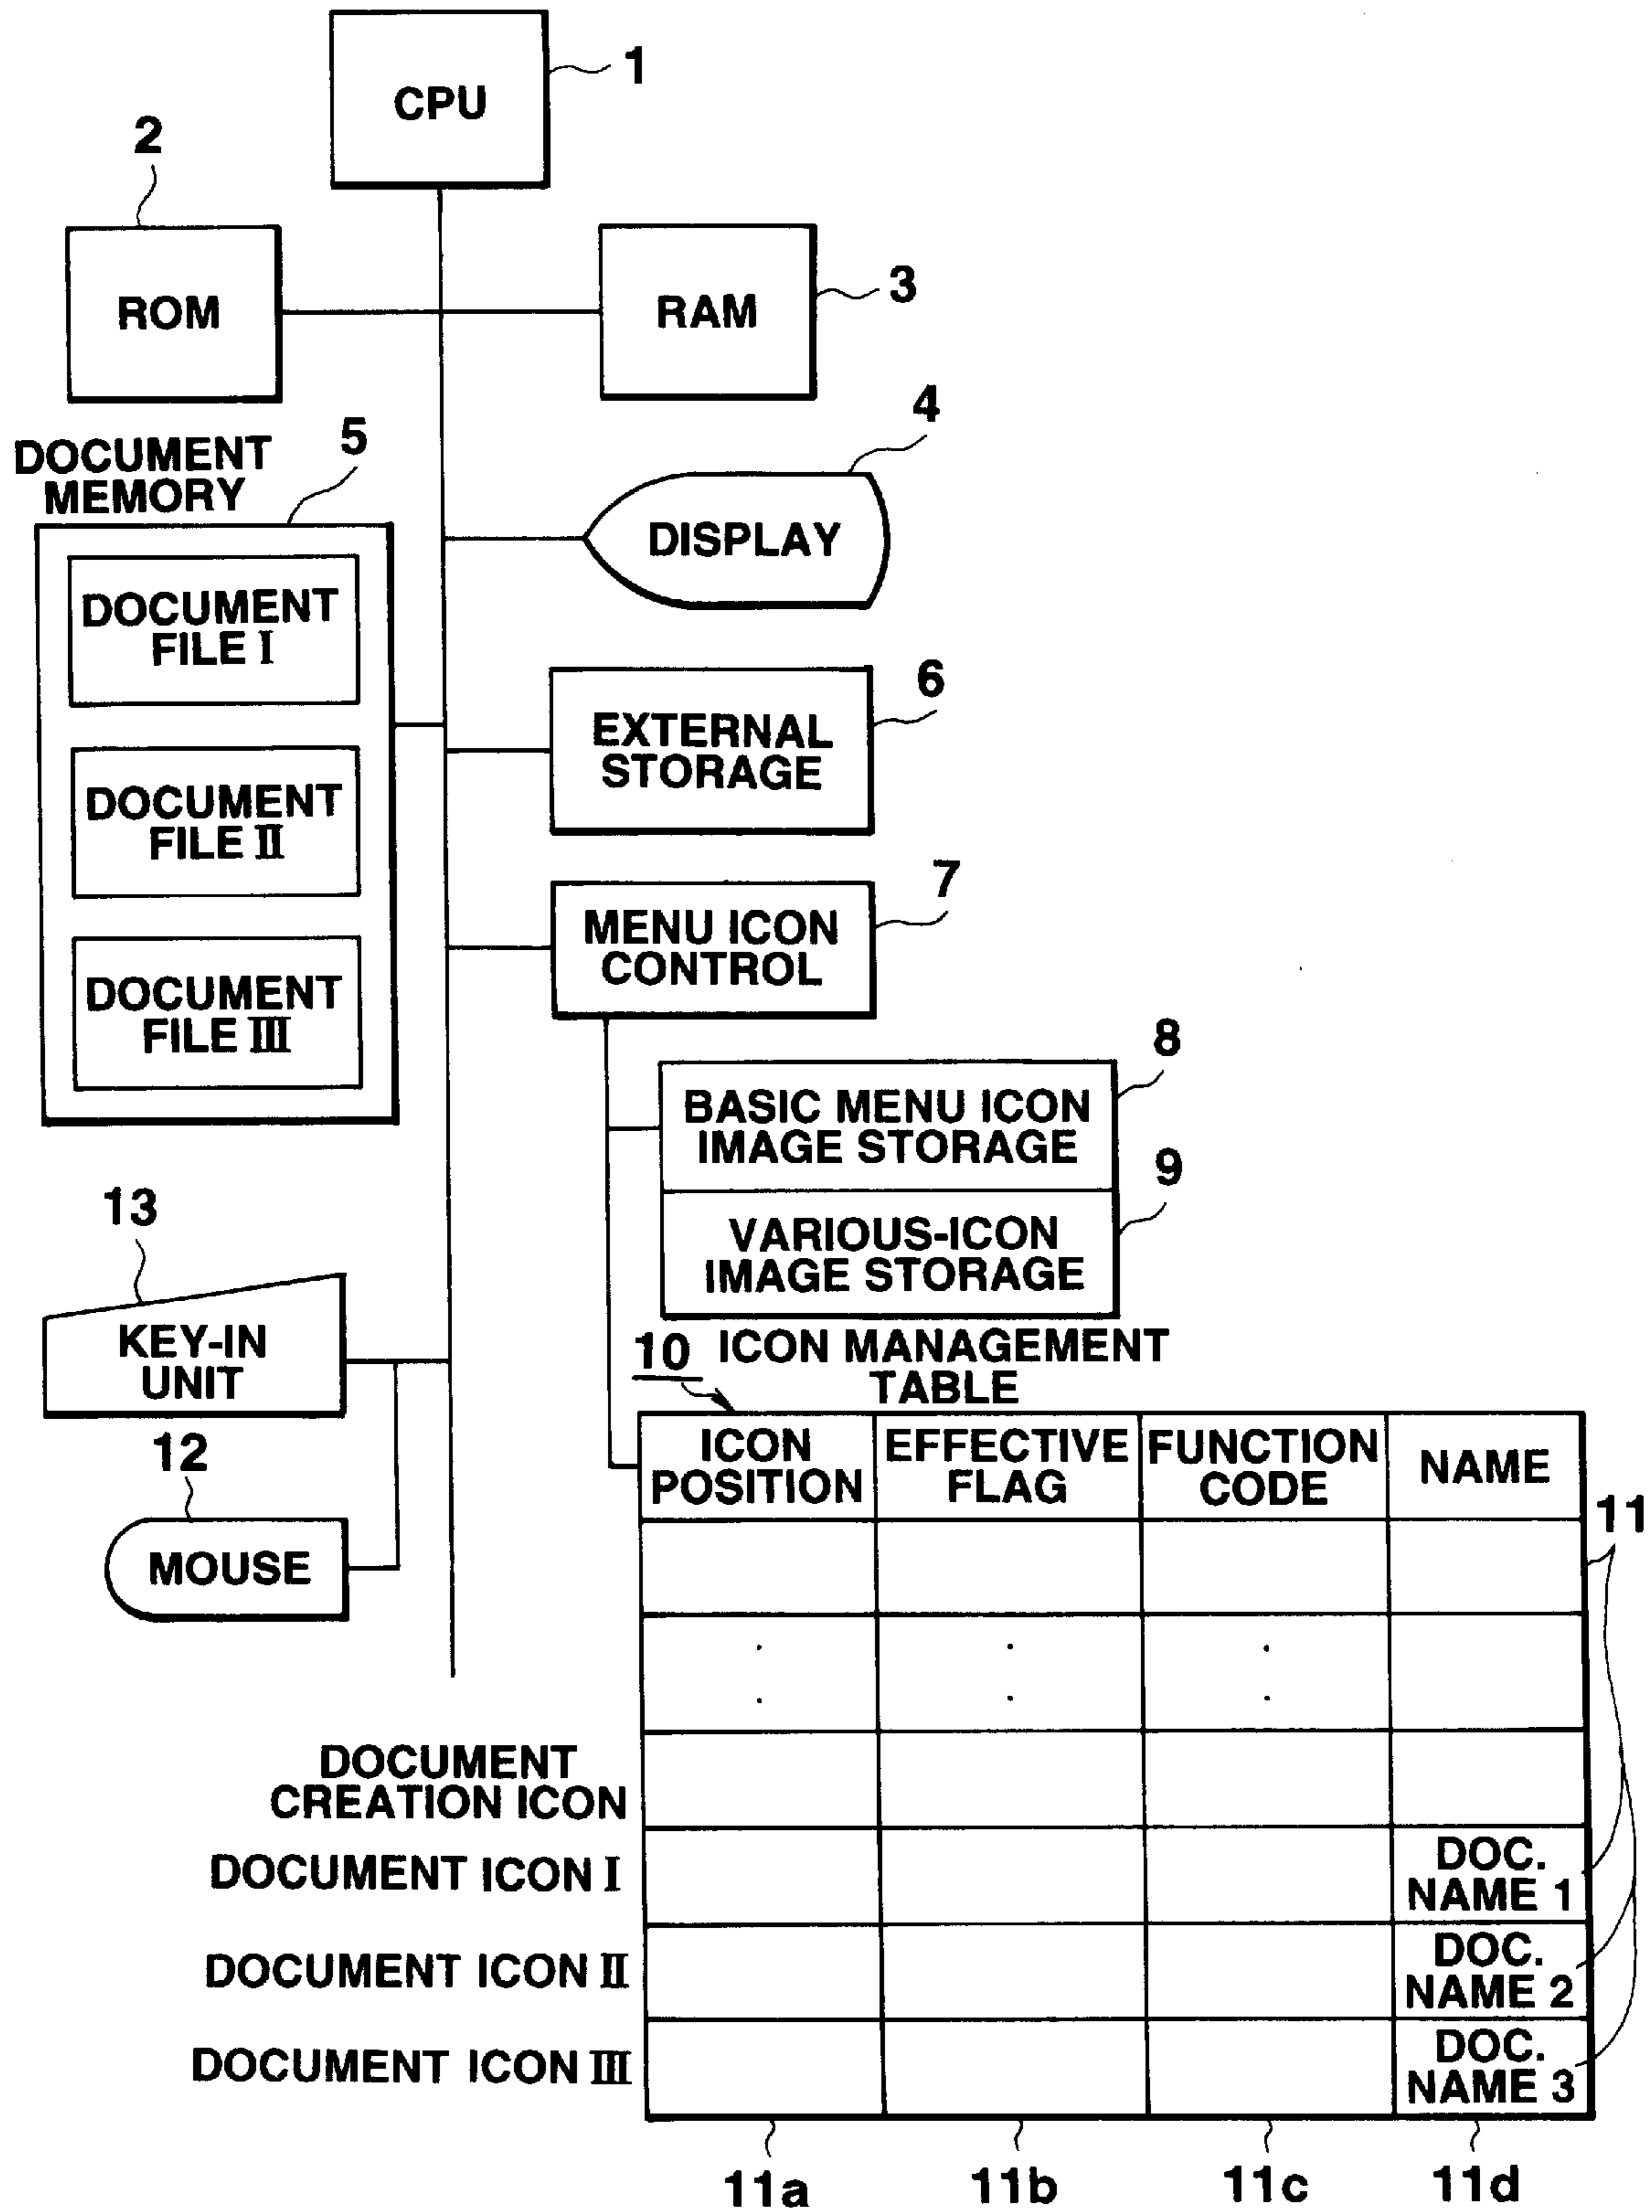 CPU
1
2
ROM
RAM
3
4
DISPLAY
DOCUMENT
MEMORY
5
DOCUMENT
FILE I
DOCUMENT
FILE II
DOCUMENT
FILE III
EXTERNAL
STORAGE
6
MENU ICON
CONTROL
7
BASIC MENU ICON
IMAGE STORAGE
8
VARIOUS-ICON
IMAGE STORAGE
9
13
KEY-IN
UNIT
12
MOUSE
10
ICON MANAGEMENT
TABLE
ICON
POSITION
EFFECTIVE
FLAG
FUNCTION
CODE
NAME
11
DOCUMENT
CREATION ICON
DOCUMENT ICON I
DOC.
NAME 1
DOCUMENT ICON II
DOC.
NAME 2
DOCUMENT ICON III
DOC.
NAME 3
11a
11b
11c
11d